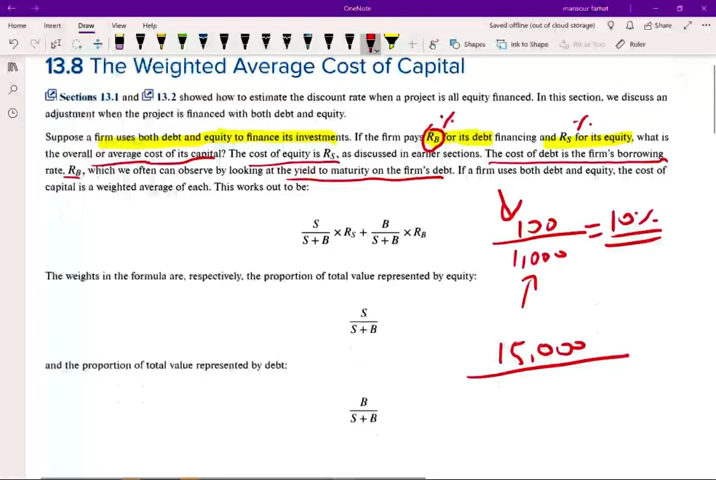 OneNote
mansour farhat
Home Insert Draw View Help
Saved offline (out of cloud storage)
Share
Shapes Ink to Shape Ink to Text Ruler
13.8 The Weighted Average Cost of Capital
Sections 13.1 and 13.2 showed how to estimate the discount rate when a project is all equity financed. In this section, we discuss an
adjustment when the project is financed with both debt and equity.
% %
Suppose a firm uses both debt and equity to finance its investments. If the firm pays RB for its debt financing and RS for its equity, what is
the overall or average cost of its capital? The cost of equity is RS, as discussed in earlier sections. The cost of debt is the firm's borrowing
rate, RB, which we often can observe by looking at the yield to maturity on the firm's debt. If a firm uses both debt and equity, the cost of
capital is a weighted average of each. This works out to be:
S/(S + B) × RS + B/(S + B) × RB
100
= 10%
1,000
The weights in the formula are, respectively, the proportion of total value represented by equity:
S
S + B
15,000
and the proportion of total value represented by debt:
B
S + B